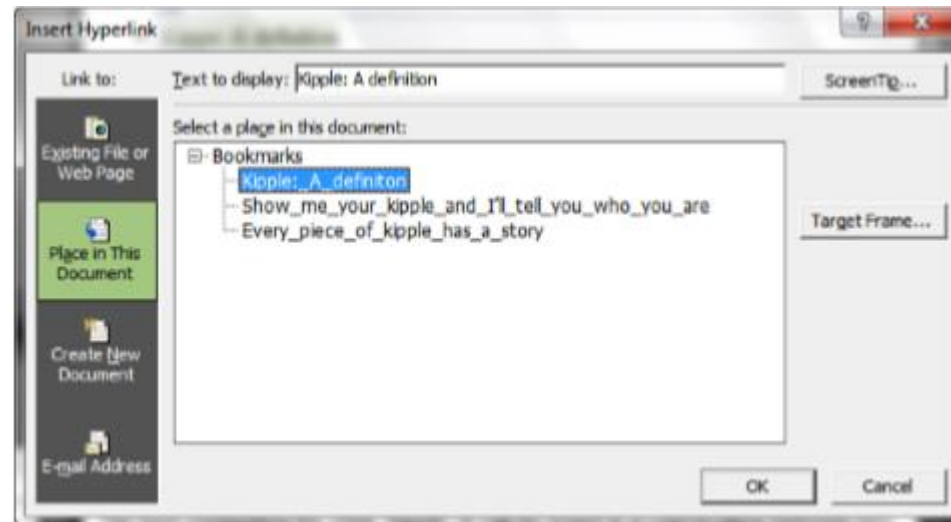 Insert Hyperlink
Link to:
Text to display: Kipple: A definition
ScreenTip...
Existing File or
Web Page
Place in This
Document
Create New
Document
E-mail Address
Select a place in this document:
Bookmarks
Kipple:_A_definiton
Show_me_your_kipple_and_I'll_tell_you_who_you_are
Every_piece_of_kipple_has_a_story
Target Frame...
OK
Cancel